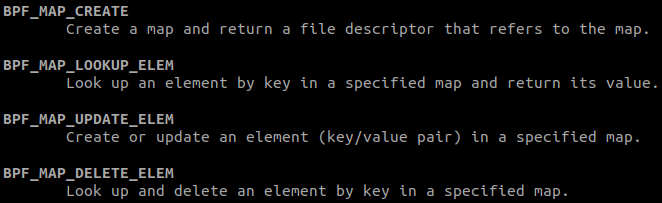 BPF_MAP_CREATE
Create a map and return a file descriptor that refers to the map.
BPF_MAP_LOOKUP_ELEM
Look up an element by key in a specified map and return its value.
BPF_MAP_UPDATE_ELEM
Create or update an element (key/value pair) in a specified map.
BPF_MAP_DELETE_ELEM
Look up and delete an element by key in a specified map.